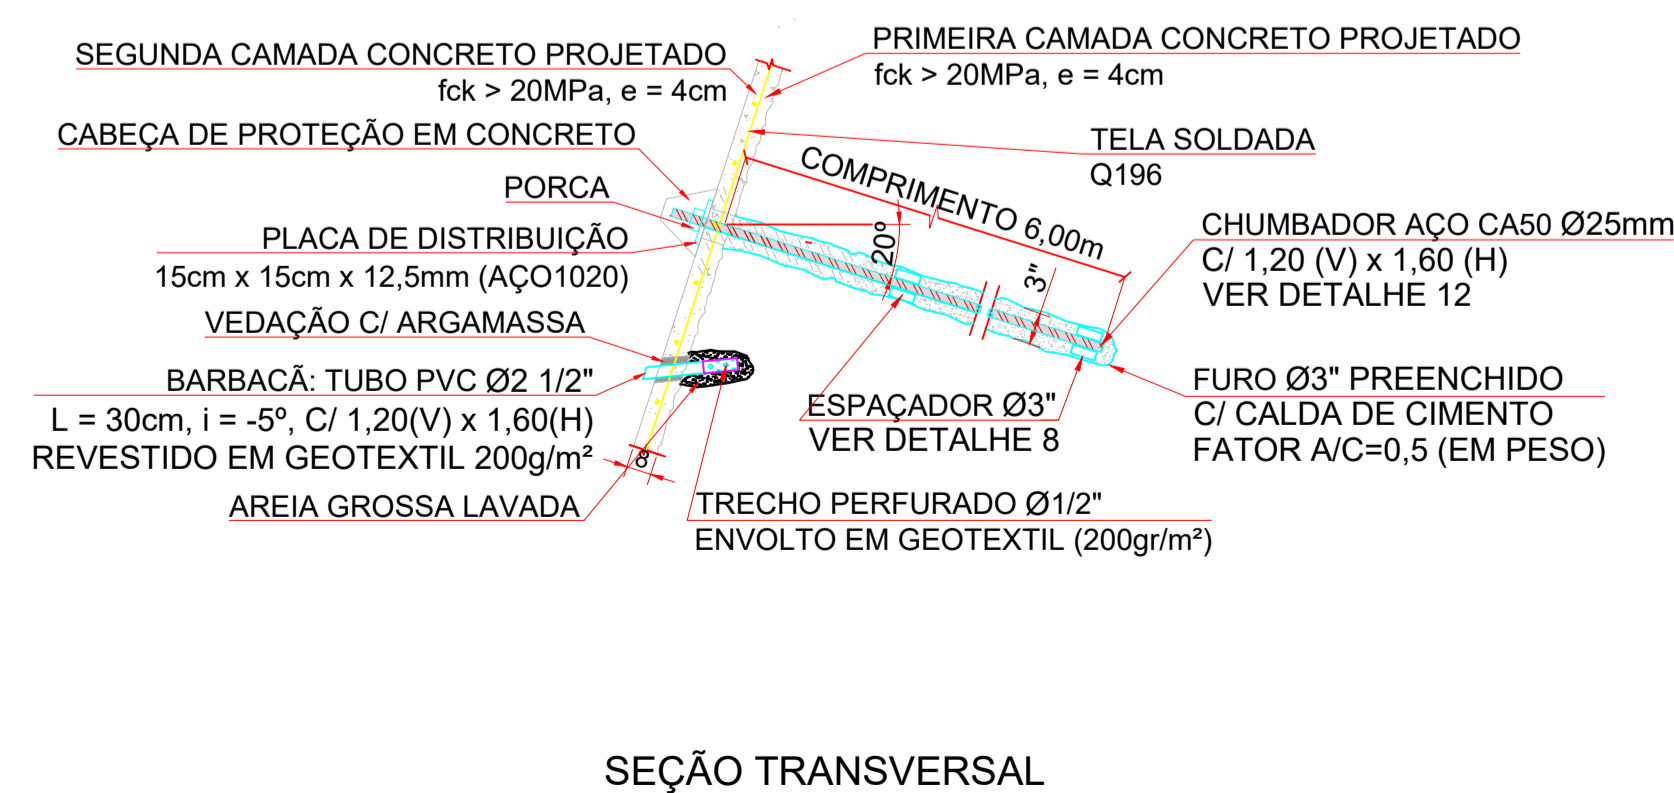 SEGUNDA CAMADA CONCRETO PROJETADO
fck > 20MPa, e = 4cm
PRIMEIRA CAMADA CONCRETO PROJETADO
fck > 20MPa, e = 4cm
CABEÇA DE PROTEÇÃO EM CONCRETO
TELA SOLDADA
Q196
PORCA
COMPRIMENTO 6,00m
PLACA DE DISTRIBUIÇÃO
15cm x 15cm x 12,5mm (AÇO1020)
20º
3"
CHUMBADOR AÇO CA50 Ø25mm
C/ 1,20 (V) x 1,60 (H)
VER DETALHE 12
VEDAÇÃO C/ ARGAMASSA
BARBACÃ: TUBO PVC Ø2 1/2"
L = 30cm, i = -5º, C/ 1,20(V) x 1,60(H)
REVESTIDO EM GEOTEXTIL 200g/m²
8
ESPAÇADOR Ø3"
VER DETALHE 8
FURO Ø3" PREENCHIDO
C/ CALDA DE CIMENTO
FATOR A/C=0,5 (EM PESO)
AREIA GROSSA LAVADA
TRECHO PERFURADO Ø1/2"
ENVOLTO EM GEOTEXTIL (200gr/m²)
SEÇÃO TRANSVERSAL